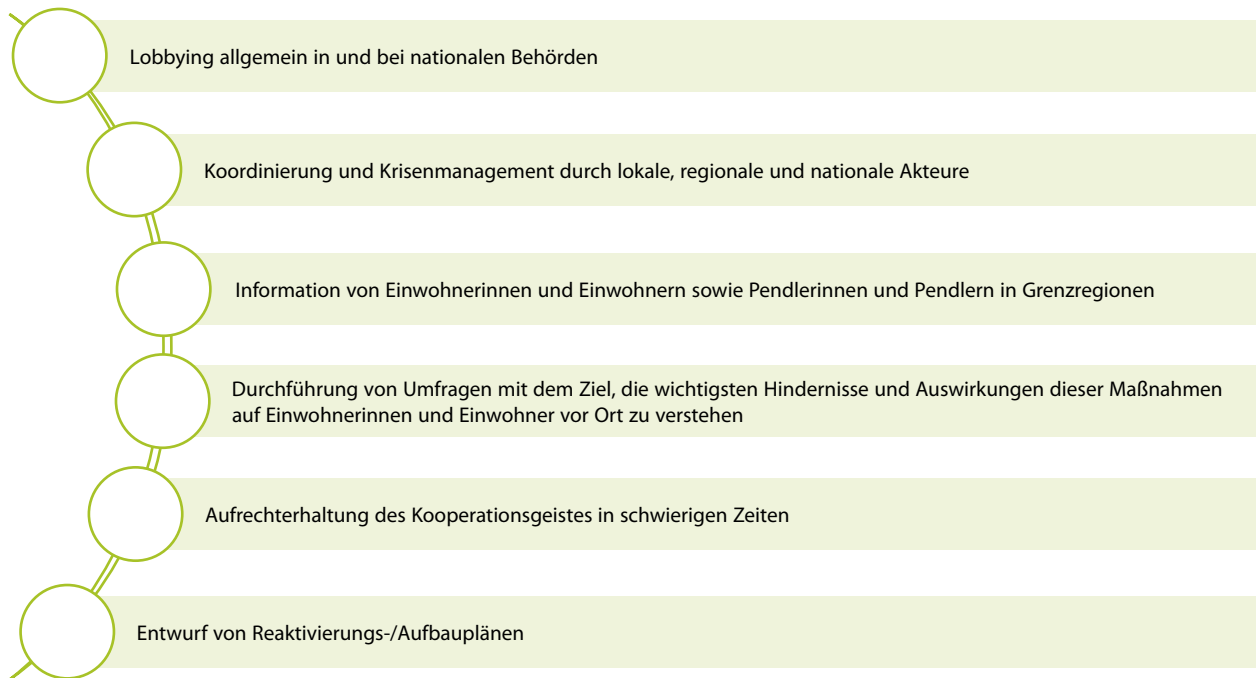 Lobbying allgemein in und bei nationalen Behörden
Koordinierung und Krisenmanagement durch lokale, regionale und nationale Akteure
Information von Einwohnerinnen und Einwohnern sowie Pendlerinnen und Pendlern in Grenzregionen
Durchführung von Umfragen mit dem Ziel, die wichtigsten Hindernisse und Auswirkungen dieser Maßnahmen
auf Einwohnerinnen und Einwohner vor Ort zu verstehen
Aufrechterhaltung des Kooperationsgeistes in schwierigen Zeiten
Entwurf von Reaktivierungs-/Aufbauplänen